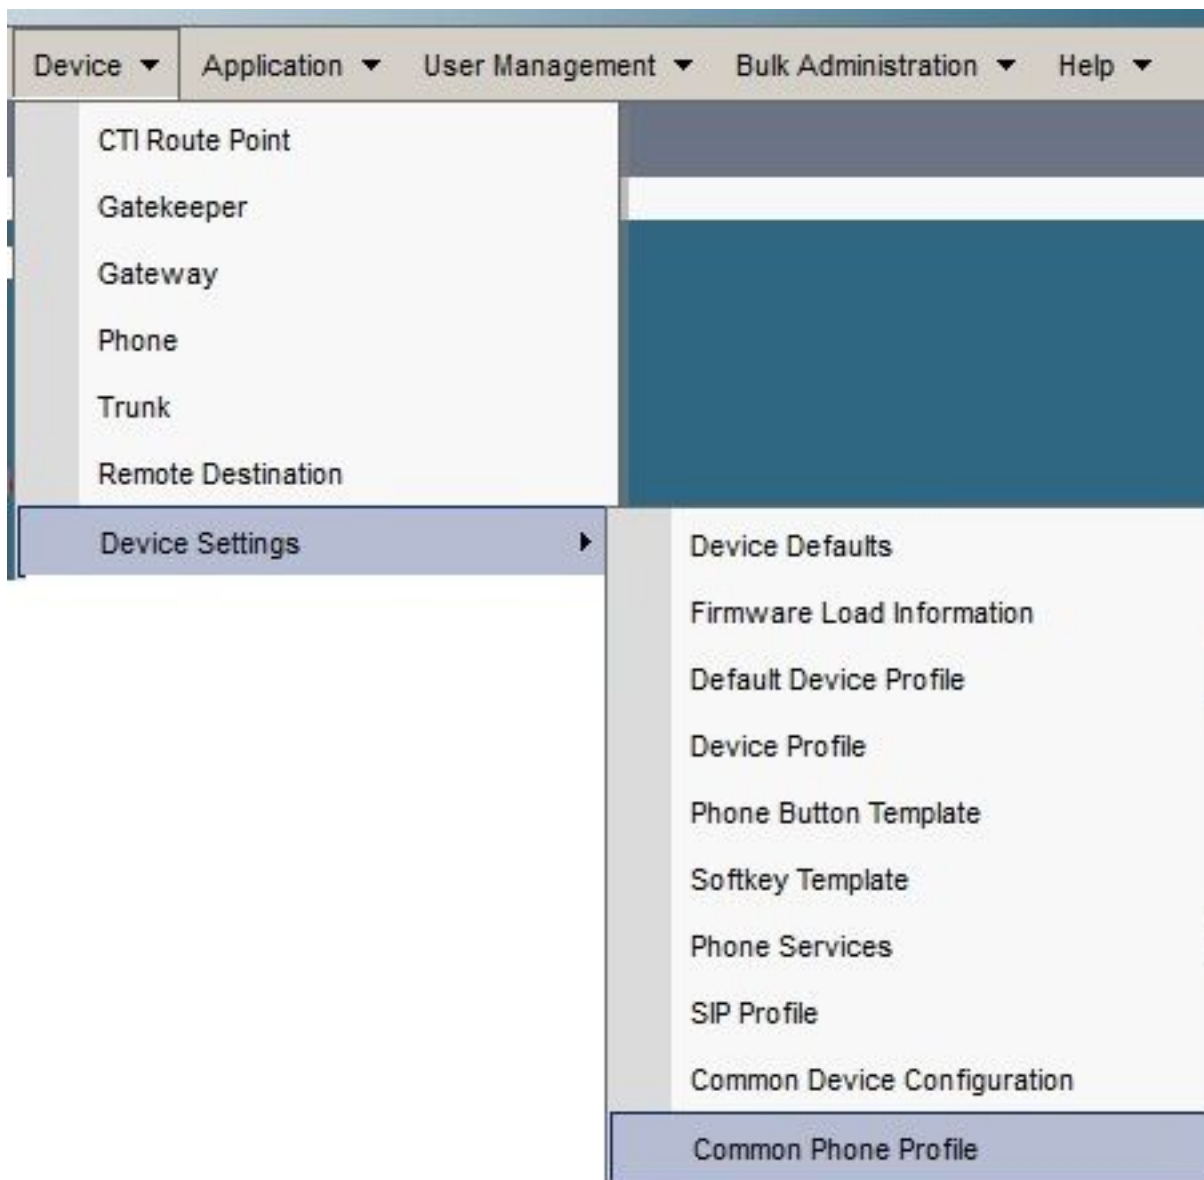 Device Application User Management Bulk Administration Help
CTI Route Point
Gatekeeper
Gateway
Phone
Trunk
Remote Destination
Device Settings
Device Defaults
Firmware Load Information
Default Device Profile
Device Profile
Phone Button Template
Softkey Template
Phone Services
SIP Profile
Common Device Configuration
Common Phone Profile